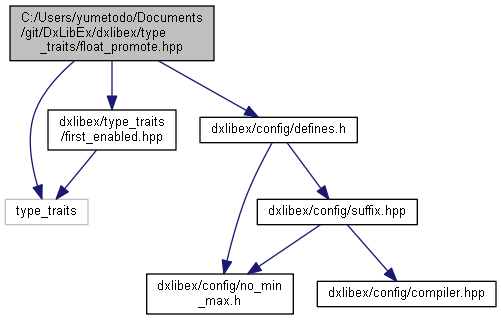 C:/Users/yumetodo/Documents
/git/DxLibEx/dxlibex/type
_traits/float_promote.hpp
dxlibex/type_traits
/first_enabled.hpp
dxlibex/config/defines.h
type_traits
dxlibex/config/suffix.hpp
dxlibex/config/no_min
_max.h
dxlibex/config/compiler.hpp